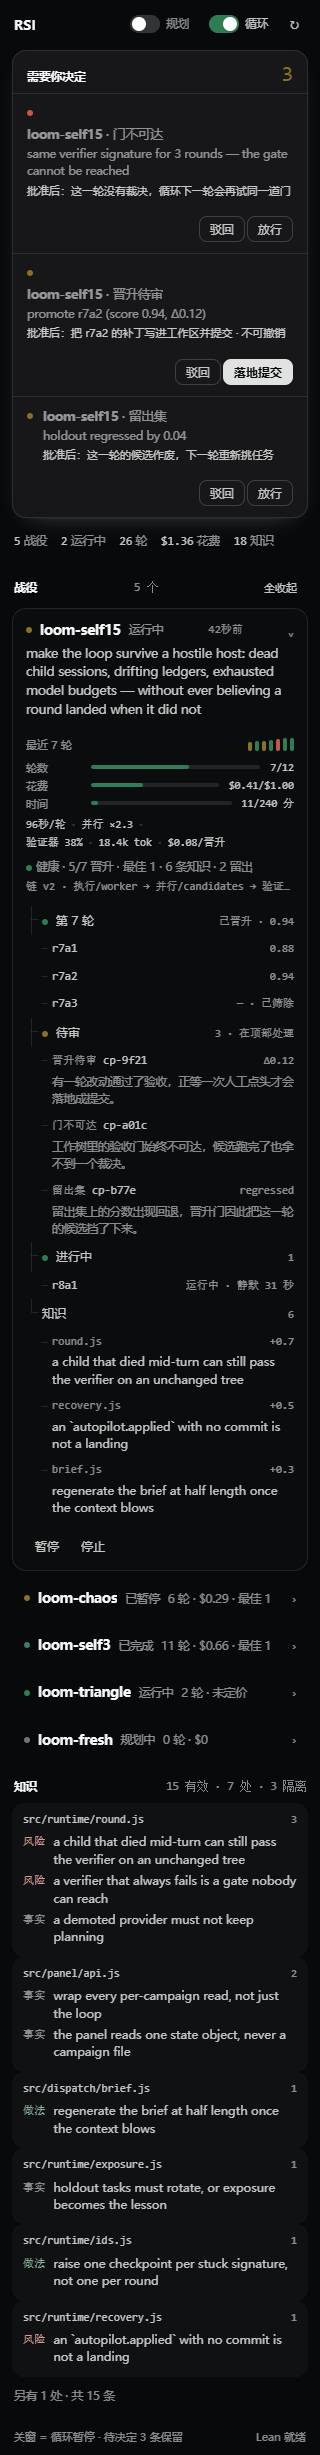 RSI 规划 循环 ↻
需要你决定 3
loom-self15 · 门不可达
same verifier signature for 3 rounds — the gate
cannot be reached
批准后：这一轮没有裁决，循环下一轮会再试同一道门
驳回 放行
loom-self15 · 晋升待审
promote r7a2 (score 0.94, Δ0.12)
批准后：把 r7a2 的补丁写进工作区并提交 · 不可撤销
驳回 落地提交
loom-self15 · 留出集
holdout regressed by 0.04
批准后：这一轮的候选作废，下一轮重新挑任务
驳回 放行
5 战役 2 运行中 26 轮 $1.36 花费 18 知识
战役 5 个 全收起
loom-self15 运行中 42秒前 ˅
make the loop survive a hostile host: dead
child sessions, drifting ledgers, exhausted
model budgets — without ever believing a
round landed when it did not
最近 7 轮
轮数 7/12
花费 $0.41/$1.00
时间 11/240 分
96秒/轮 · 并行 ×2.3 ·
验证器 38% · 18.4k tok · $0.08/晋升
健康 · 5/7 晋升 · 最佳 1 · 6 条知识 · 2 留出
链 v2 · 执行/worker → 并行/candidates → 验证…
第 7 轮 已晋升 · 0.94
r7a1 0.88
r7a2 0.94
r7a3 — · 已筛除
待审 3 · 在顶部处理
晋升待审 cp-9f21 Δ0.12
有一轮改动通过了验收，正等一次人工点头才会
落地成提交。
门不可达 cp-a01c
工作树里的验收门始终不可达，候选跑完了也拿
不到一个裁决。
留出集 cp-b77e regressed
留出集上的分数出现回退，晋升门因此把这一轮
的候选挡了下来。
进行中 1
r8a1 运行中 · 静默 31 秒
知识 6
round.js +0.7
a child that died mid-turn can still pass
the verifier on an unchanged tree
recovery.js +0.5
an `autopilot.applied` with no commit is
not a landing
brief.js +0.3
regenerate the brief at half length once
the context blows
暂停 停止
loom-chaos 已暂停 6 轮 · $0.29 · 最佳 1 ›
loom-self3 已完成 11 轮 · $0.66 · 最佳 1 ›
loom-triangle 运行中 2 轮 · 未定价 ›
loom-fresh 规划中 0 轮 · $0 ›
知识 15 有效 · 7 处 · 3 隔离
src/runtime/round.js 3
风险 a child that died mid-turn can still pass
the verifier on an unchanged tree
风险 a verifier that always fails is a gate nobody
can reach
事实 a demoted provider must not keep
planning
src/panel/api.js 2
事实 wrap every per-campaign read, not just
the loop
事实 the panel reads one state object, never a
campaign file
src/dispatch/brief.js 1
做法 regenerate the brief at half length once
the context blows
src/runtime/exposure.js 1
事实 holdout tasks must rotate, or exposure
becomes the lesson
src/runtime/ids.js 1
做法 raise one checkpoint per stuck signature,
not one per round
src/runtime/recovery.js 1
风险 an `autopilot.applied` with no commit is
not a landing
另有 1 处 · 共 15 条
关窗 = 循环暂停 · 待决定 3 条保留 Lean 就绪